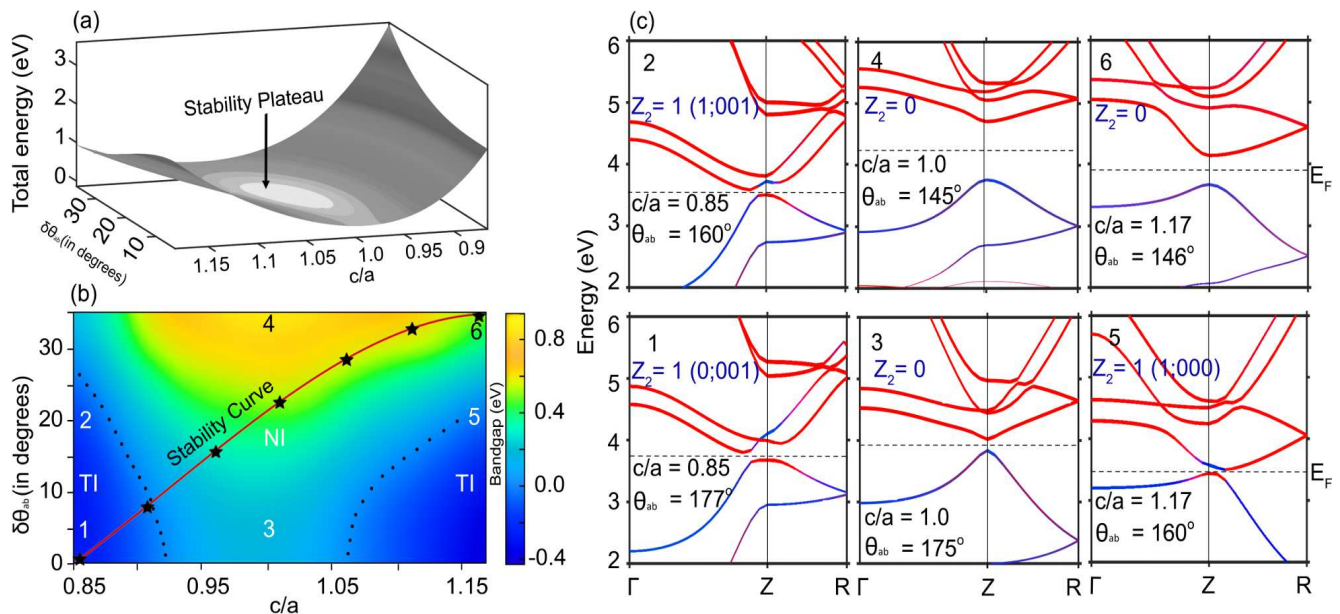 (a)
Total energy (eV)
3
2
1
0
Stability Plateau
30
20
10
δθab(in degrees)
1.15
1.1
1.05
1.0
0.95
0.9
c/a
(b)
δθab(in degrees)
30
20
10
0
0.85
0.95
1.05
1.15
c/a
4
6
2
5
Stability Curve
NI
TI
TI
1
3
0.8
0.4
0.0
-0.4
Bandgap (eV)
(c)
Energy (eV)
6
5
4
3
2
2
Z2= 1 (1;001)
c/a = 0.85
θab = 160°
4
Z2= 0
c/a = 1.0
θab = 145°
6
Z2= 0
c/a = 1.17
θab = 146°
EF
6
5
4
3
2
1
Z2= 1 (0;001)
c/a = 0.85
θab = 177°
3
Z2= 0
c/a = 1.0
θab = 175°
5
Z2= 1 (1:000)
c/a = 1.17
θab = 160°
EF
Γ
Z
R
Γ
Z
R
Γ
Z
R